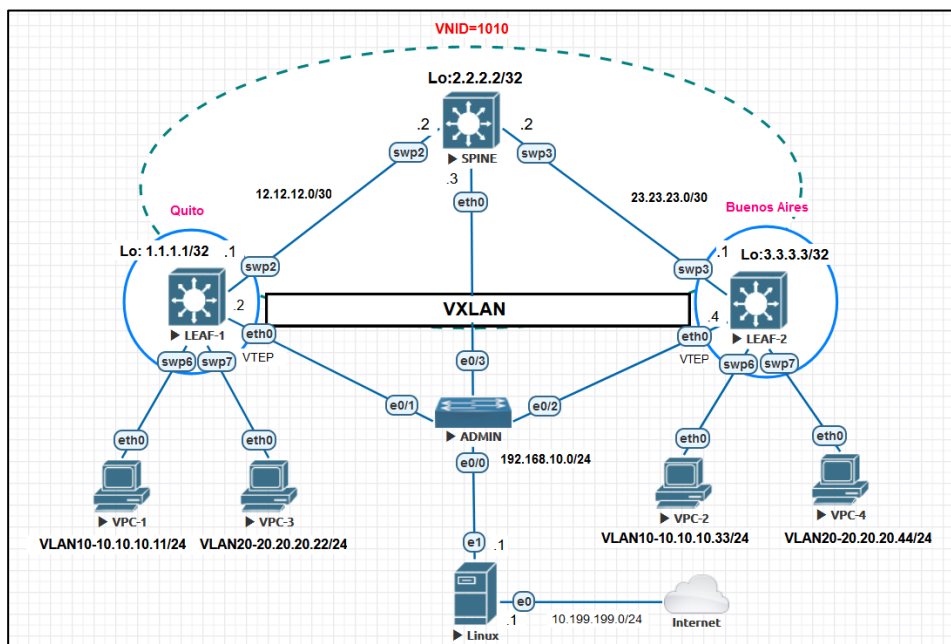 VNID=1010
Lo:2.2.2.2/32
.2
.2
swp2
SPINE
swp3
.3
12.12.12.0/30
eth0
23.23.23.0/30
Quito
Buenos Aires
Lo: 1.1.1.1/32
.1
.1
Lo:3.3.3.3/32
swp2
swp3
.2
VXLAN
.4
LEAF-1
eth0
eth0
LEAF-2
VTEP
VTEP
swp6
swp7
e0/3
swp6
swp7
e0/1
e0/2
ADMIN
eth0
eth0
e0/0
192.168.10.0/24
eth0
eth0
VPC-1
VPC-3
VPC-2
VPC-4
VLAN10-10.10.10.11/24
VLAN20-20.20.20.22/24
VLAN10-10.10.10.33/24
VLAN20-20.20.20.44/24
e1
.1
e0
.1
10.199.199.0/24
Internet
Linux